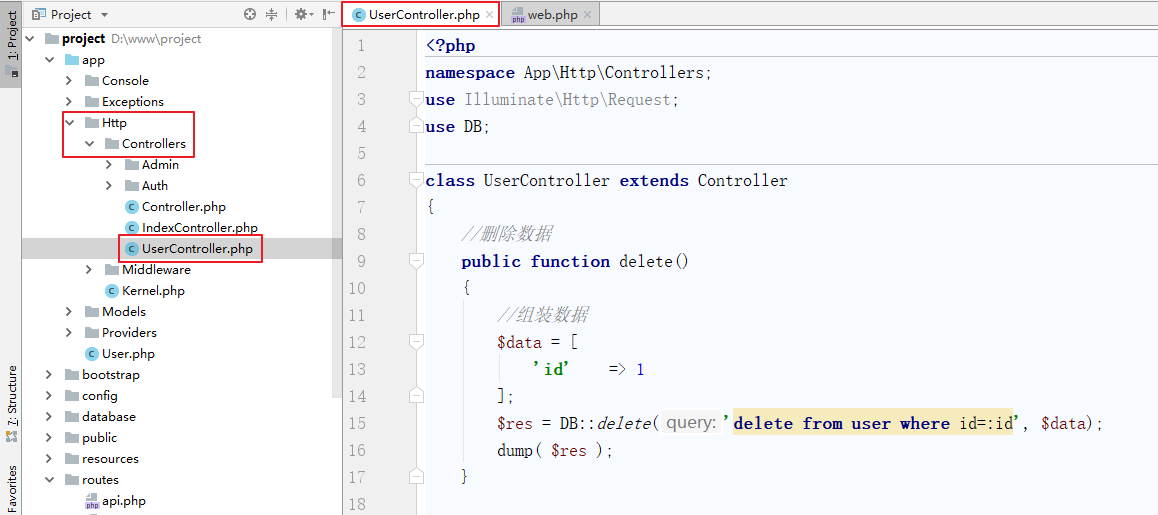 1: Project
7: Structure
Favorites
Project
project D:\www\project
app
Console
Exceptions
Http
Controllers
Admin
Auth
Controller.php
IndexController.php
UserController.php
Middleware
Kernel.php
Models
Providers
User.php
bootstrap
config
database
public
resources
routes
php api.php
UserController.php
php web.php
1 <?php
2 namespace App\Http\Controllers;
3 use Illuminate\Http\Request;
4 use DB;
5
6 class UserController extends Controller
7 {
8 //删除数据
9 public function delete()
10 {
11 //组装数据
12 $data = [
13 'id' => 1
14 ];
15 $res = DB::delete( query: 'delete from user where id=:id', $data);
16 dump( $res );
17 }
18